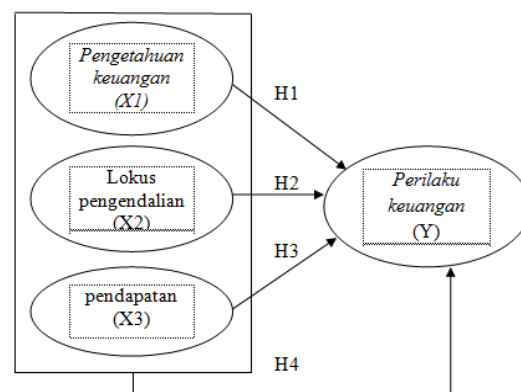 Pengetahuan
keuangan
(X1)
H1
Lokus
pengendalian
(X2)
H2
Perilaku
keuangan
(Y)
H3
pendapatan
(X3)
H4